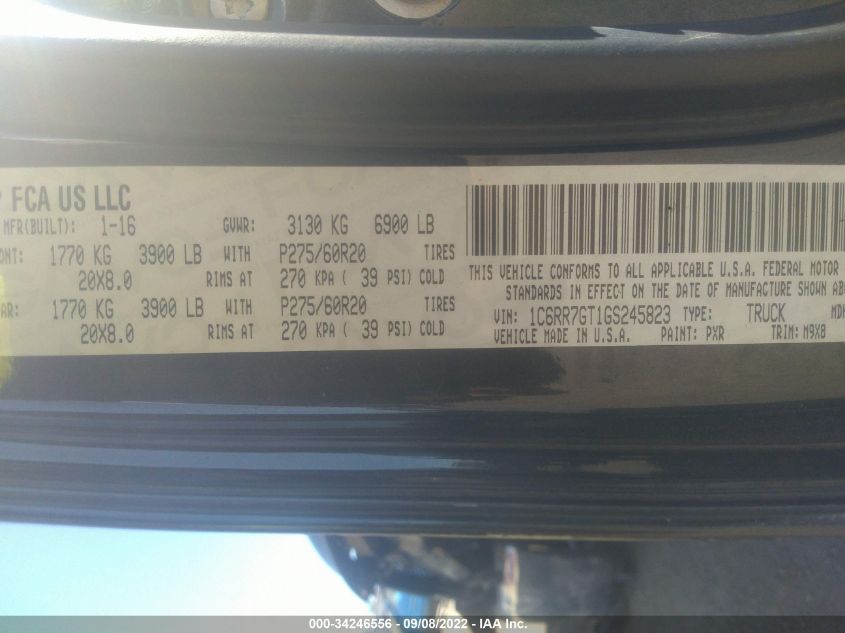 FCA US LLC
MFR(BUILT): 1-16 GVWR: 3130 KG 6900 LB
ONT: 1770 KG 3900 LB WITH P275/60R20 TIRES
20X8.0 RIMS AT 270 KPA ( 39 PSI) COLD
AR: 1770 KG 3900 LB WITH P275/60R20 TIRES
20X8.0 RIMS AT 270 KPA ( 39 PSI) COLD
THIS VEHICLE CONFORMS TO ALL APPLICABLE U.S.A. FEDERAL MOTOR
STANDARDS IN EFFECT ON THE DATE OF MANUFACTURE SHOWN ABO
VIN: 1C6RR7GT1GS245823 TYPE: TRUCK MDH
VEHICLE MADE IN U.S.A. PAINT: PXR TRIM: M9X8
000-34246556 - 09/08/2022 - IAA Inc.